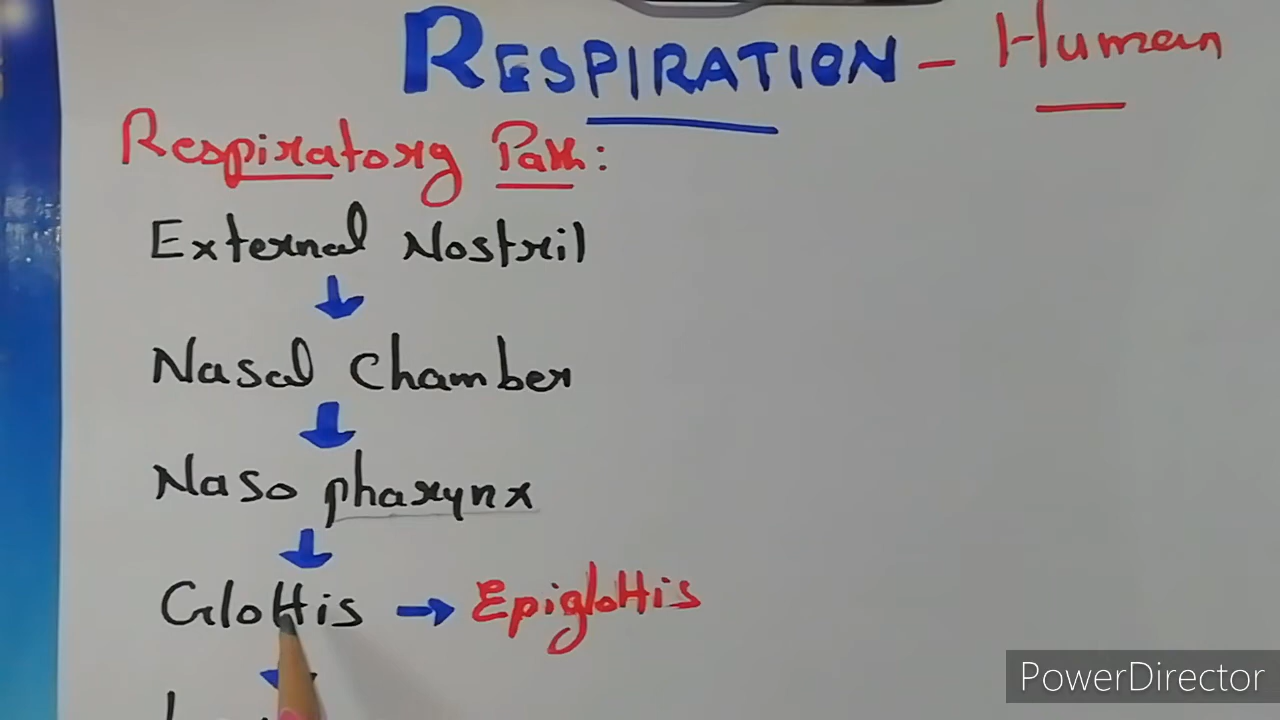 RESPIRATION - Human
Respiratory Path:
External Nostril
Nasal Chamber
Naso pharynx
Glottis → Epiglottis
PowerDirector